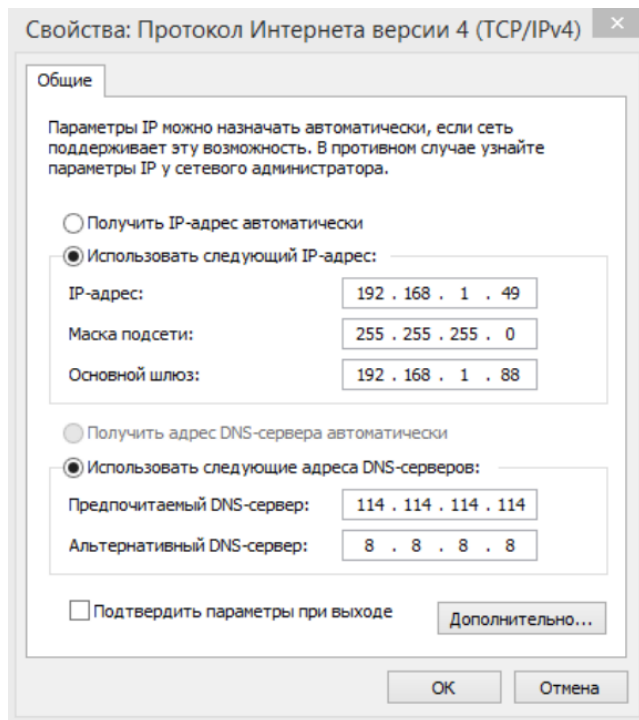 Свойства: Протокол Интернета версии 4 (TCP/IPv4)
Общие
Параметры IP можно назначать автоматически, если сеть
поддерживает эту возможность. В противном случае узнайте
параметры IP у сетевого администратора.
Получить IP-адрес автоматически
Использовать следующий IP-адрес:
IP-адрес: 192 . 168 . 1 . 49
Маска подсети: 255 . 255 . 255 . 0
Основной шлюз: 192 . 168 . 1 . 88
Получить адрес DNS-сервера автоматически
Использовать следующие адреса DNS-серверов:
Предпочитаемый DNS-сервер: 114 . 114 . 114 . 114
Альтернативный DNS-сервер: 8 . 8 . 8 . 8
Подтвердить параметры при выходе
Дополнительно...
ОК Отмена